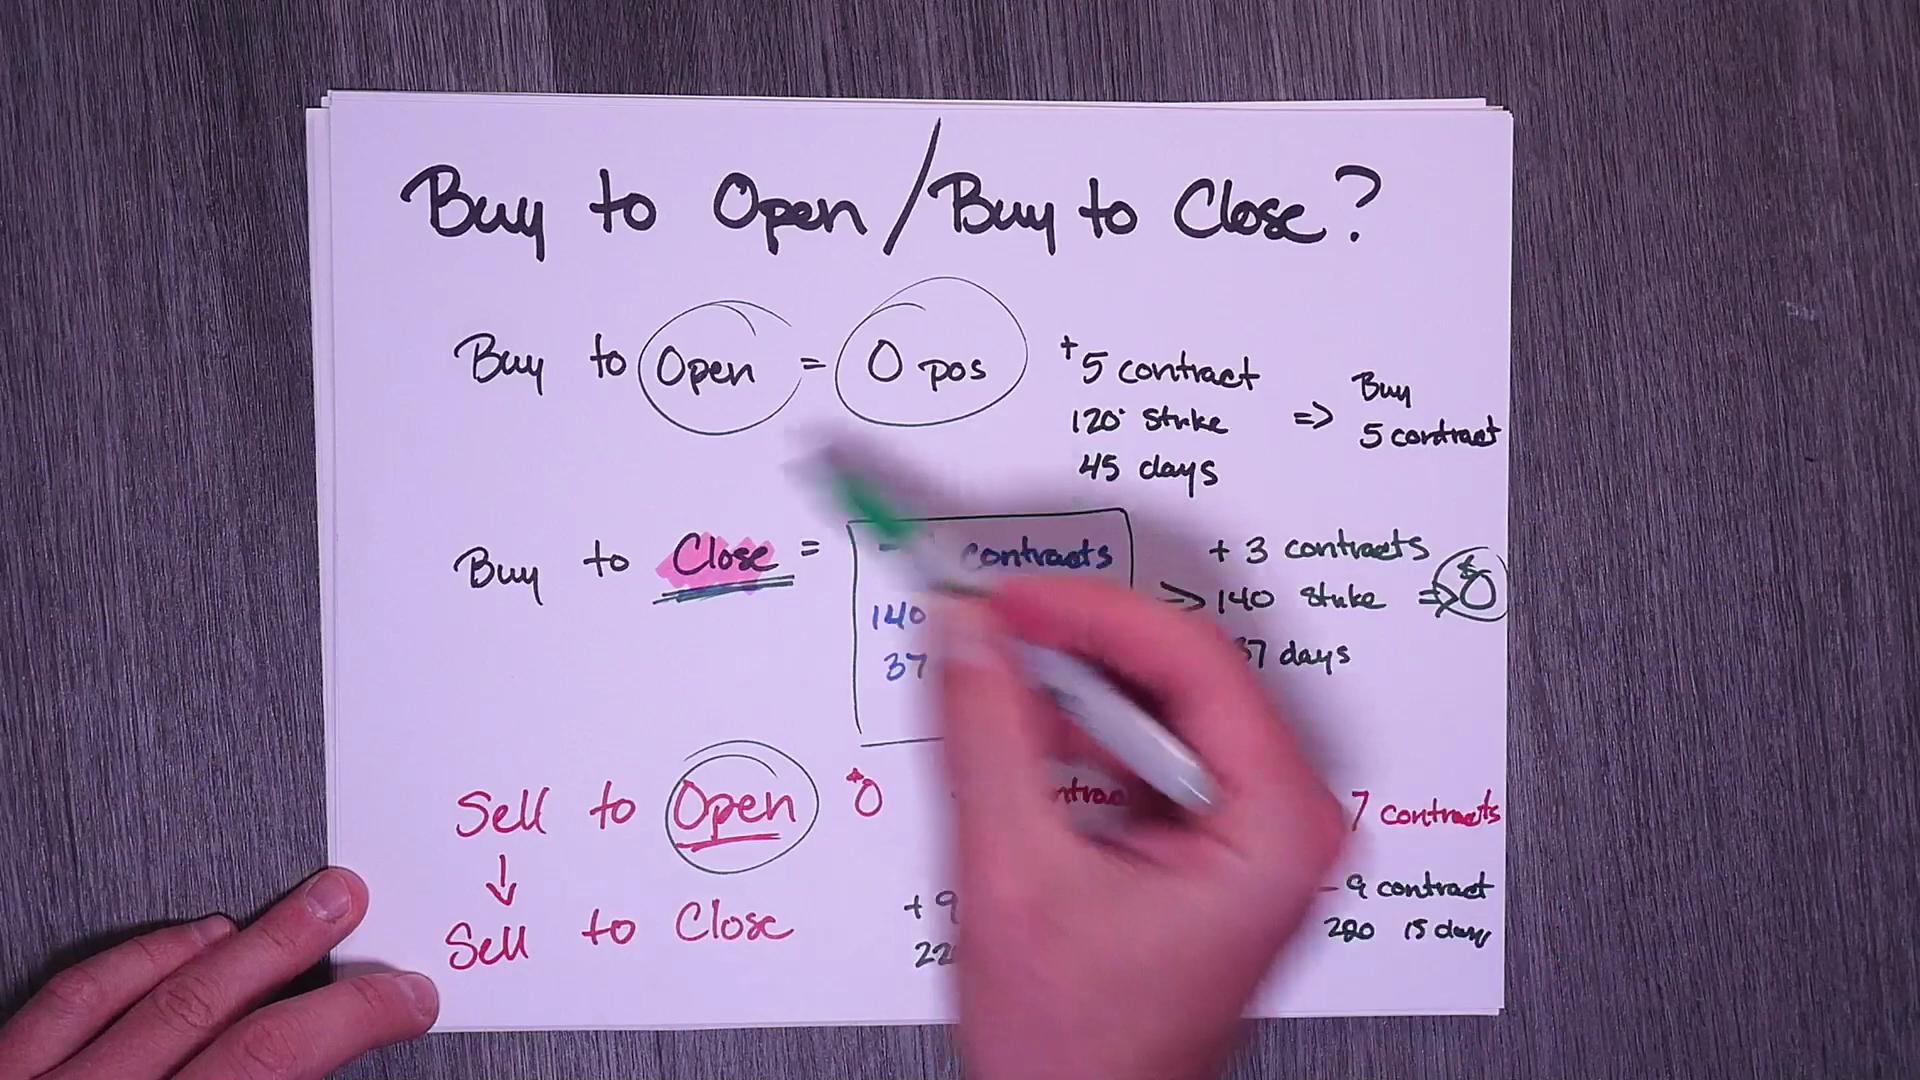 Buy to Open / Buy to Close?
Buy to Open = 0 pos
+5 contract
120 strike
45 days
=> Buy
5 contract
Buy to Close =
contracts
140
37
=> + 3 contracts
140 strike => 0
37 days
Sell to Open 0
7 contracts
↓
Sell to Close
+ 9
- 9 contract
15 days